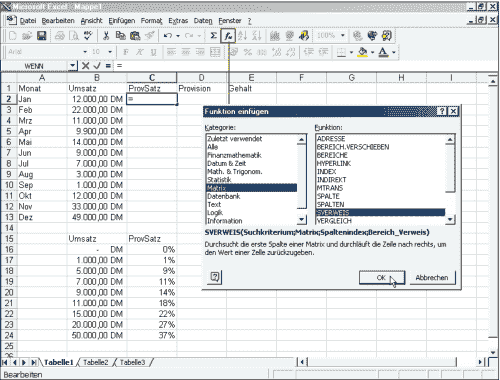 Microsoft Excel - Mappe1
Datei Bearbeiten Ansicht Einfügen Format Extras Daten Fenster ?
100%
Arial 10 F K U
WENN = =
A B C D E F G H I
1 Monat Umsatz ProvSatz Provision Gehalt
2 Jan 12.000,00 DM =
3 Feb 22.000,00 DM
4 Mrz 11.000,00 DM
5 Apr 9.900,00 DM
6 Mai 14.000,00 DM
7 Jun 9.000,00 DM
8 Jul 7.000,00 DM
9 Aug 3.000,00 DM
10 Sep 1.000,00 DM
11 Okt 12.000,00 DM
12 Nov 33.000,00 DM
13 Dez 49.000,00 DM
14
15 Umsatz ProvSatz
16 - DM 0%
17 1.000,00 DM 1%
18 5.000,00 DM 9%
19 7.000,00 DM 11%
20 9.000,00 DM 14%
21 11.000,00 DM 18%
22 15.000,00 DM 22%
23 20.000,00 DM 27%
24 50.000,00 DM 37%
25
Funktion einfügen
Kategorie:
Zuletzt verwendet
Alle
Finanzmathematik
Datum & Zeit
Math. & Trigonom.
Statistik
Matrix
Datenbank
Text
Logik
Information
Funktion:
ADRESSE
BEREICH.VERSCHIEBEN
BEREICHE
HYPERLINK
INDEX
INDIREKT
MTRANS
SPALTE
SPALTEN
SVERWEIS
VERGLEICH
SVERWEIS(Suchkriterium;Matrix;Spaltenindex;Bereich_Verweis)
Durchsucht die erste Spalte einer Matrix und durchläuft die Zeile nach rechts, um
den Wert einer Zelle zurückzugeben.
OK Abbrechen
Tabelle1 Tabelle2 Tabelle3
Bearbeiten